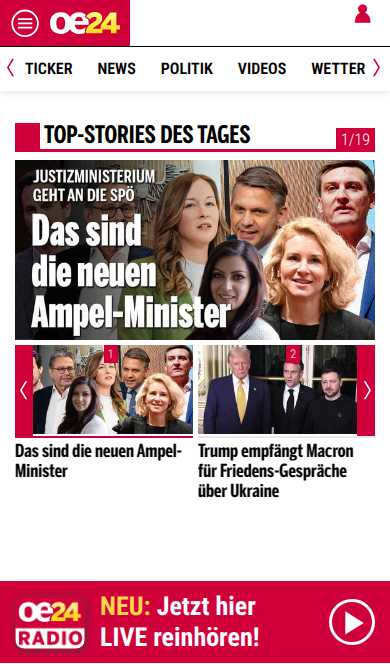 oe24
TICKER NEWS POLITIK VIDEOS WETTER
TOP-STORIES DES TAGES
1/19
JUSTIZMINISTERIUM
GEHT AN DIE SPÖ
Das sind
die neuen
Ampel-Minister
1
2
Das sind die neuen Ampel-
Minister
Trump empfängt Macron
für Friedens-Gespräche
über Ukraine
oe24
RADIO
NEU: Jetzt hier
LIVE reinhören!